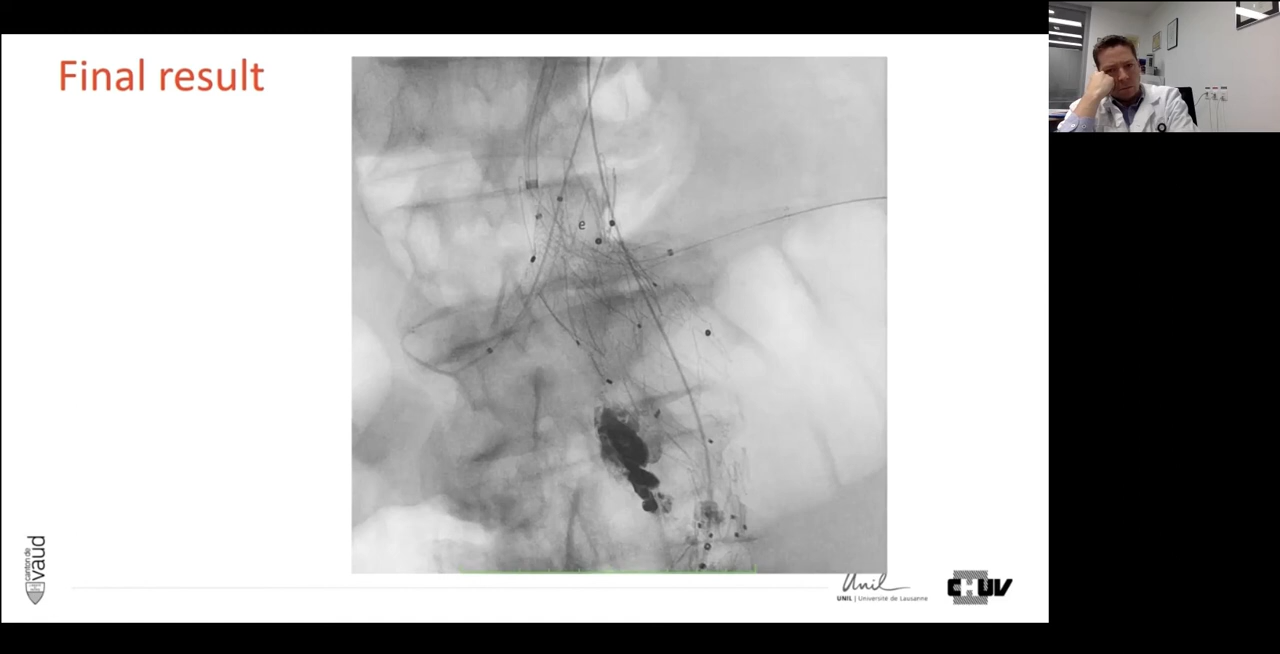 Final result
e
canton de
vaud
Unil
UNIL | Université de Lausanne
CHUV